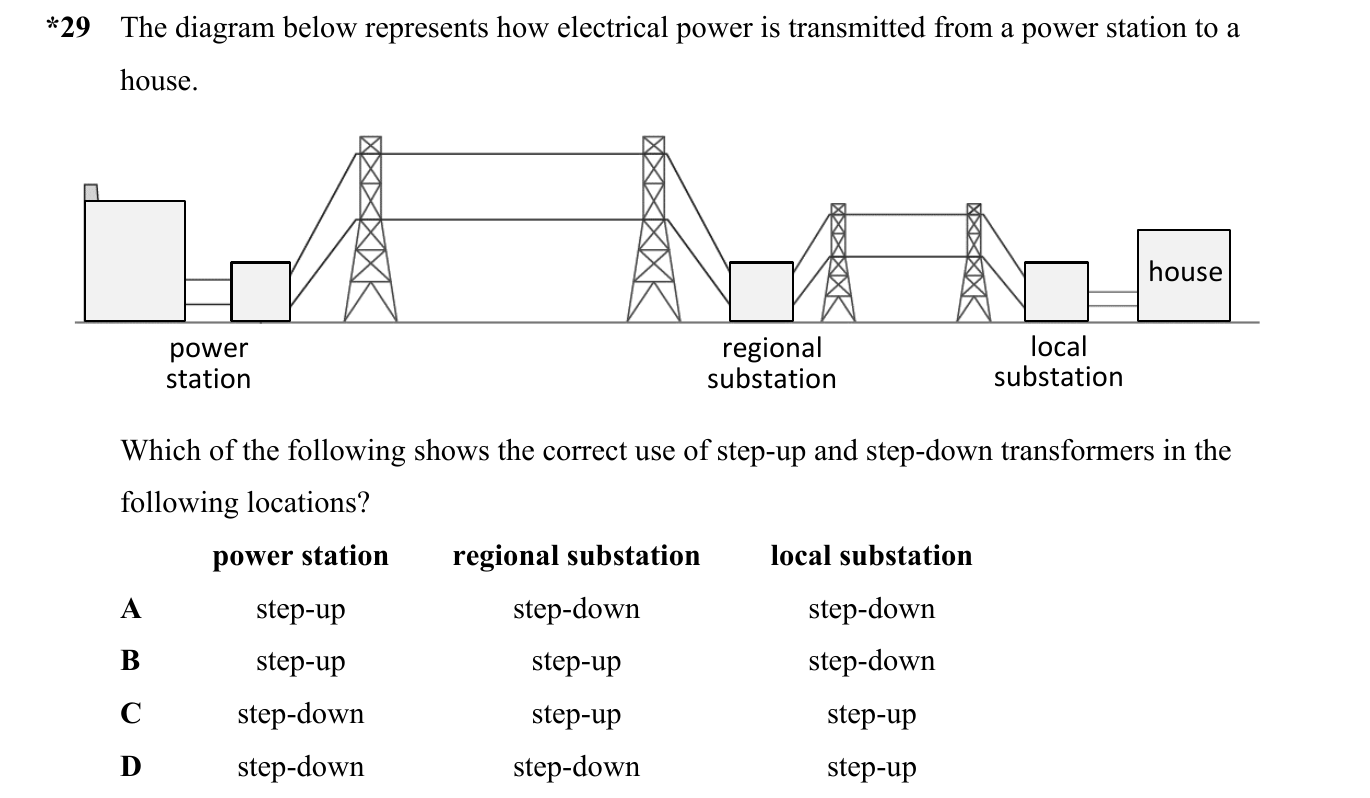 *29 The diagram below represents how electrical power is transmitted from a power station to a
house.
house
power
station
regional
substation
local
substation
Which of the following shows the correct use of step-up and step-down transformers in the
following locations?
power station regional substation local substation
A step-up step-down step-down
B step-up step-up step-down
C step-down step-up step-up
D step-down step-down step-up